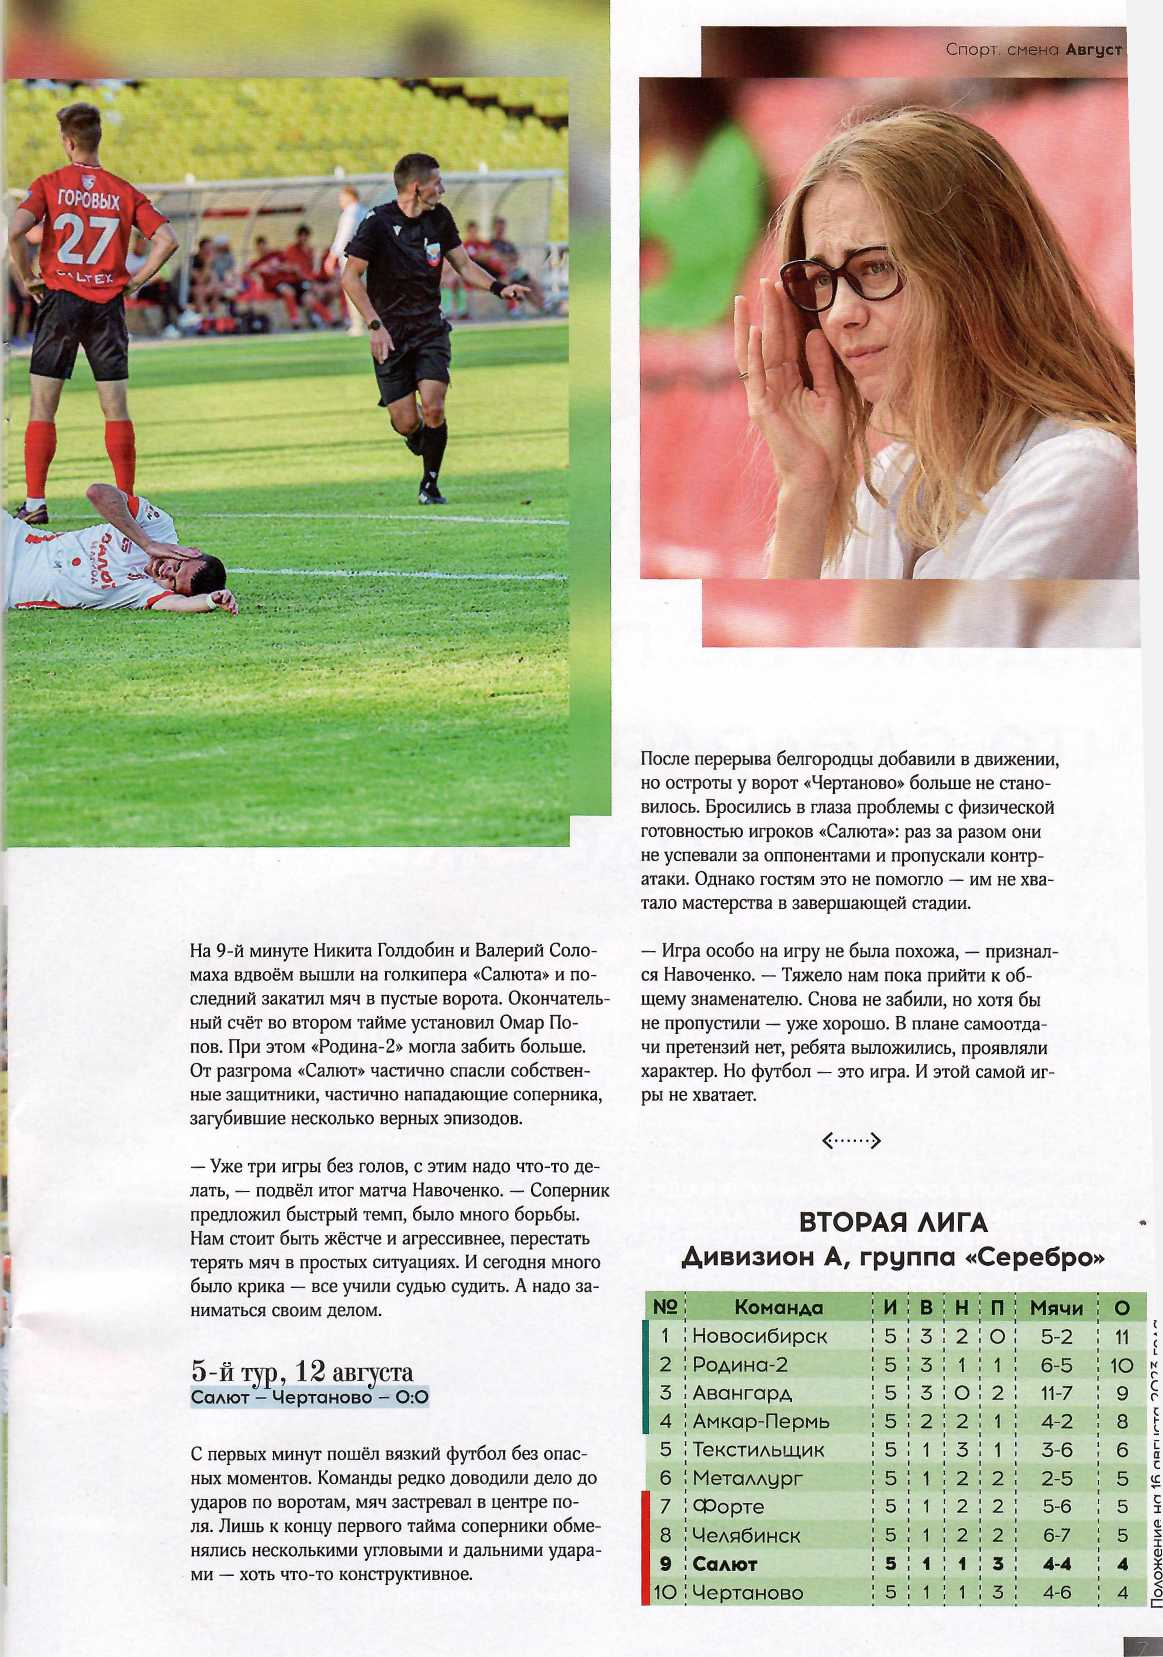 Спорт. смена Август
ГОРОВЫХ
27
На 9-й минуте Никита Голдобин и Валерий Соло-
маха вдвоём вышли на голкипера «Салюта» и по-
следний закатил мяч в пустые ворота. Окончатель-
ный счёт во втором тайме установил Омар По-
пов. При этом «Родина-2» могла забить больше.
От разгрома «Салют» частично спасли собствен-
ные защитники, частично нападающие соперника,
загубившие несколько верных эпизодов.
— Уже три игры без голов, с этим надо что-то де-
лать, — подвёл итог матча Навоченко. — Соперник
предложил быстрый темп, было много борьбы.
Нам стоит быть жёстче и агрессивнее, перестать
терять мяч в простых ситуациях. И сегодня много
было крика — все учили судью судить. А надо за-
ниматься своим делом.
5-й тур, 12 августа
Салют – Чертаново – 0:0
С первых минут пошёл вязкий футбол без опас-
ных моментов. Команды редко доводили дело до
ударов по воротам, мяч застревал в центре по-
ля. Лишь к концу первого тайма соперники обме-
нялись несколькими угловыми и дальними удара-
ми — хоть что-то конструктивное.
После перерыва белгородцы добавили в движении,
но остроты у ворот «Чертаново» больше не стано-
вилось. Бросились в глаза проблемы с физической
готовностью игроков «Салюта»: раз за разом они
не успевали за оппонентами и пропускали контр-
атаки. Однако гостям это не помогло — им не хва-
тало мастерства в завершающей стадии.
— Игра особо на игру не была похожа, — признал-
ся Навоченко. — Тяжело нам пока прийти к об-
щему знаменателю. Снова не забили, но хотя бы
не пропустили — уже хорошо. В плане самоотда-
чи претензий нет, ребята выложились, проявляли
характер. Но футбол — это игра. И этой самой иг-
ры не хватает.
ВТОРАЯ ЛИГА
Дивизион А, группа «Серебро»
№ Команда И В Н П Мячи О
1 Новосибирск 5 3 2 0 5-2 11
2 Родина-2 5 3 1 1 6-5 10
3 Авангард 5 3 0 2 11-7 9
4 Амкар-Пермь 5 2 2 1 4-2 8
5 Текстильщик 5 1 3 1 3-6 6
6 Металлург 5 1 2 2 2-5 5
7 Форте 5 1 2 2 5-6 5
8 Челябинск 5 1 2 2 6-7 5
9 Салют 5 1 1 3 4-4 4
10 Чертаново 5 1 1 3 4-6 4
Положение на 16 августа 2023 года
7